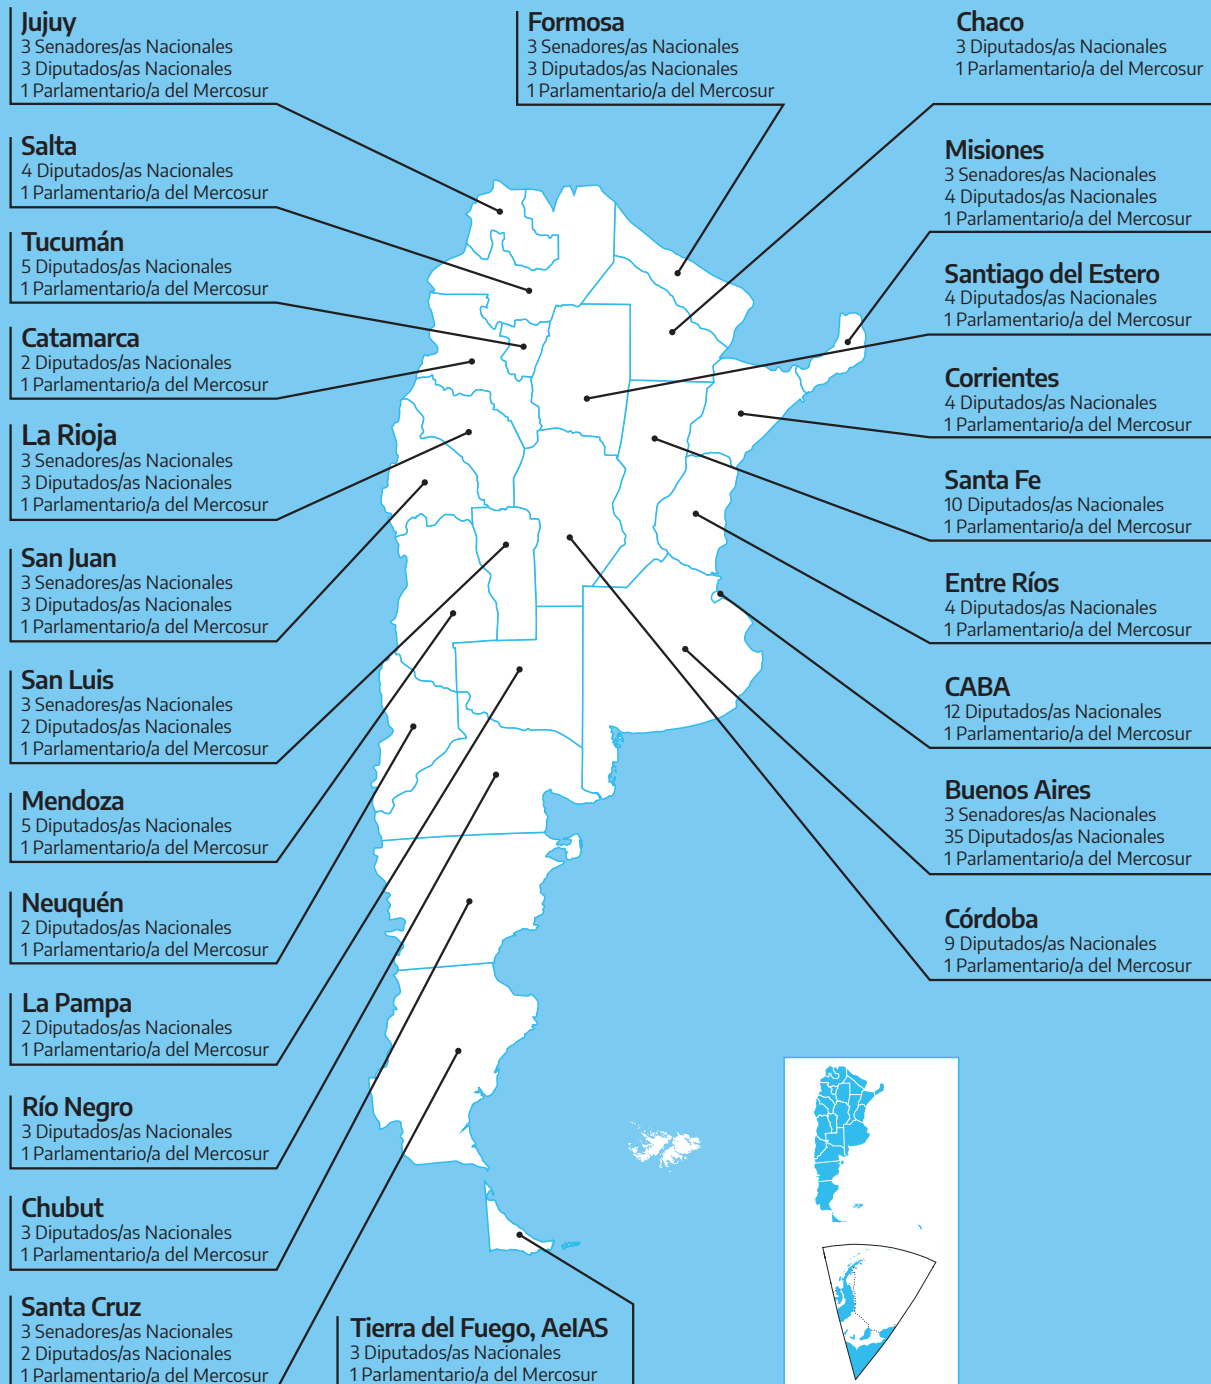 Jujuy
3 Senadores/as Nacionales
3 Diputados/as Nacionales
1 Parlamentario/a del Mercosur
Salta
4 Diputados/as Nacionales
1 Parlamentario/a del Mercosur
Tucumán
5 Diputados/as Nacionales
1 Parlamentario/a del Mercosur
Catamarca
2 Diputados/as Nacionales
1 Parlamentario/a del Mercosur
La Rioja
3 Senadores/as Nacionales
3 Diputados/as Nacionales
1 Parlamentario/a del Mercosur
San Juan
3 Senadores/as Nacionales
3 Diputados/as Nacionales
1 Parlamentario/a del Mercosur
San Luis
3 Senadores/as Nacionales
2 Diputados/as Nacionales
1 Parlamentario/a del Mercosur
Mendoza
5 Diputados/as Nacionales
1 Parlamentario/a del Mercosur
Neuquén
2 Diputados/as Nacionales
1 Parlamentario/a del Mercosur
La Pampa
2 Diputados/as Nacionales
1 Parlamentario/a del Mercosur
Río Negro
3 Diputados/as Nacionales
1 Parlamentario/a del Mercosur
Chubut
3 Diputados/as Nacionales
1 Parlamentario/a del Mercosur
Santa Cruz
3 Senadores/as Nacionales
2 Diputados/as Nacionales
1 Parlamentario/a del Mercosur
Tierra del Fuego, AeIAS
3 Diputados/as Nacionales
1 Parlamentario/a del Mercosur
Formosa
3 Senadores/as Nacionales
3 Diputados/as Nacionales
1 Parlamentario/a del Mercosur
Chaco
3 Diputados/as Nacionales
1 Parlamentario/a del Mercosur
Misiones
3 Senadores/as Nacionales
4 Diputados/as Nacionales
1 Parlamentario/a del Mercosur
Santiago del Estero
4 Diputados/as Nacionales
1 Parlamentario/a del Mercosur
Corrientes
4 Diputados/as Nacionales
1 Parlamentario/a del Mercosur
Santa Fe
10 Diputados/as Nacionales
1 Parlamentario/a del Mercosur
Entre Ríos
4 Diputados/as Nacionales
1 Parlamentario/a del Mercosur
CABA
12 Diputados/as Nacionales
1 Parlamentario/a del Mercosur
Buenos Aires
3 Senadores/as Nacionales
35 Diputados/as Nacionales
1 Parlamentario/a del Mercosur
Córdoba
9 Diputados/as Nacionales
1 Parlamentario/a del Mercosur